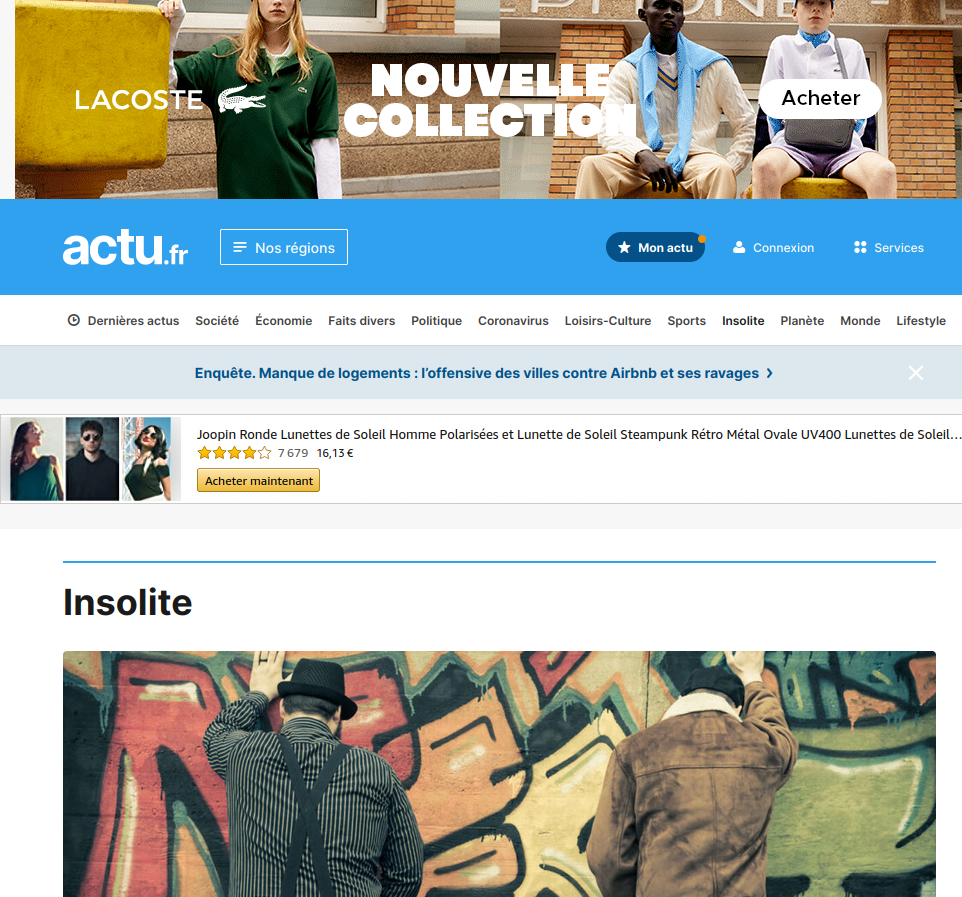 LACOSTE
NOUVELLE
COLLECTION
Acheter
actu.fr
Nos régions
Mon actu
Connexion
Services
Dernières actus Société Économie Faits divers Politique Coronavirus Loisirs-Culture Sports Insolite Planète Monde Lifestyle
Enquête. Manque de logements : l’offensive des villes contre Airbnb et ses ravages
Joopin Ronde Lunettes de Soleil Homme Polarisées et Lunette de Soleil Steampunk Rétro Métal Ovale UV400 Lunettes de Soleil…
7 679 16,13 €
Acheter maintenant
Insolite